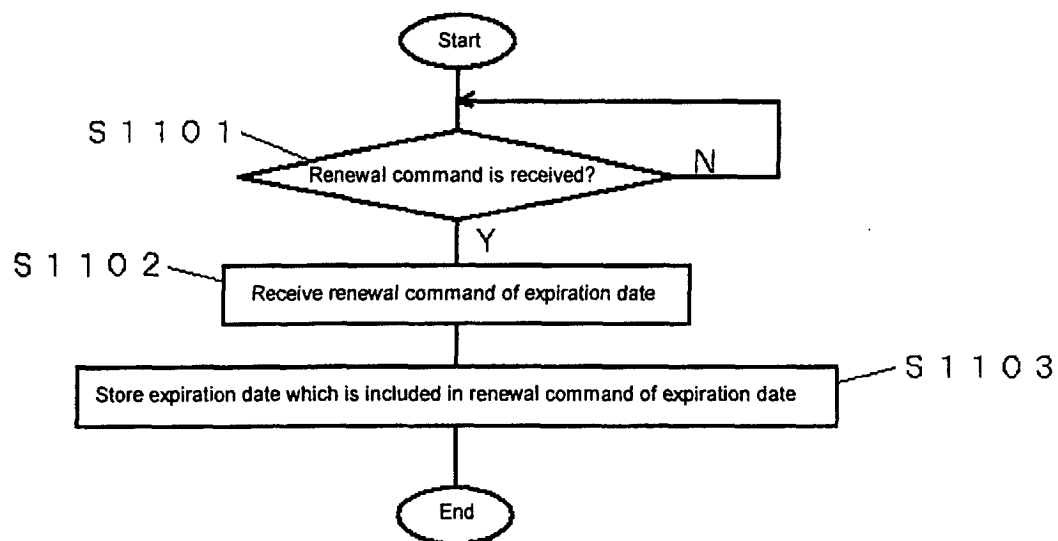 Start
S1101
Renewal command is received?
N
Y
S1102
Receive renewal command of expiration date
S1103
Store expiration date which is included in renewal command of expiration date
End